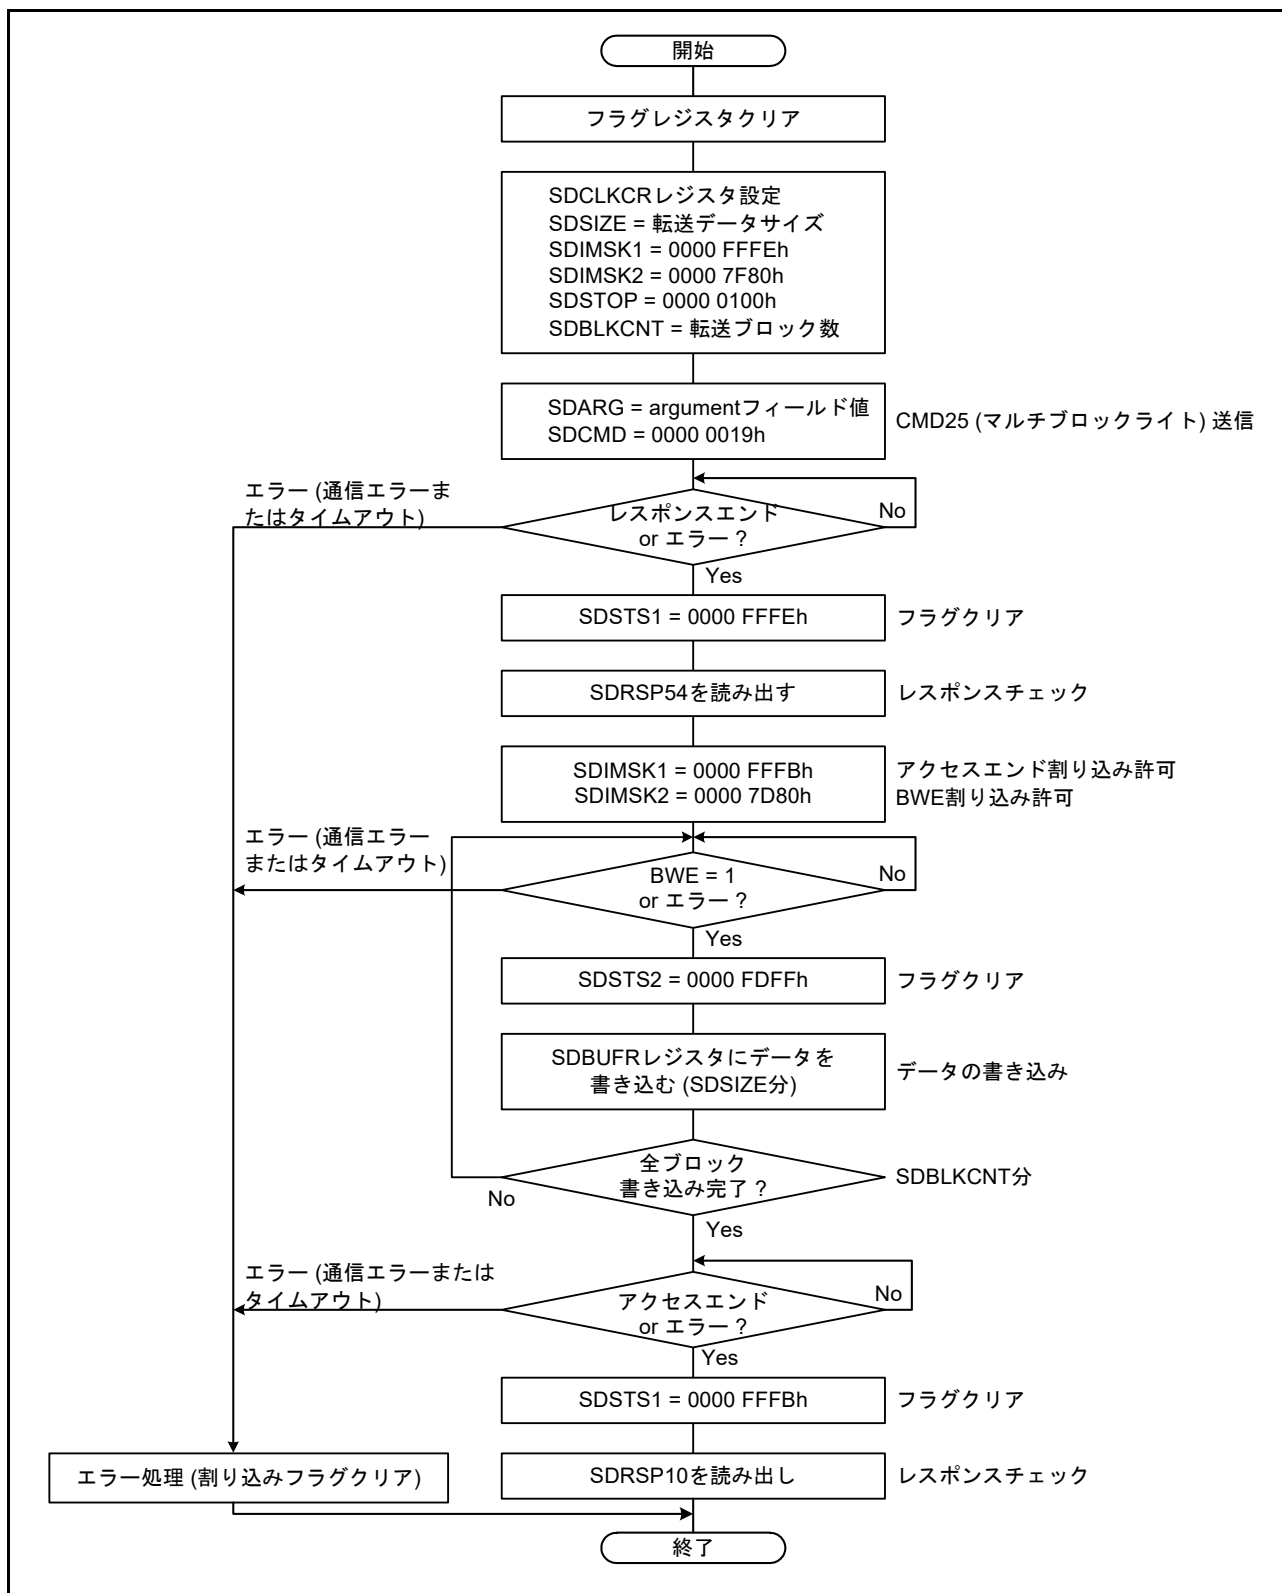 開始
フラグレジスタクリア
SDCLKCRレジスタ設定
SDSIZE = 転送データサイズ
SDIMSK1 = 0000 FFFEh
SDIMSK2 = 0000 7F80h
SDSTOP = 0000 0100h
SDBLKCNT = 転送ブロック数
SDARG = argumentフィールド値
SDCMD = 0000 0019h
CMD25 (マルチブロックライト) 送信
エラー (通信エラーま
たはタイムアウト)
レスポンスエンド
or エラー ?
No
Yes
SDSTS1 = 0000 FFFEh
フラグクリア
SDRSP54を読み出す
レスポンスチェック
SDIMSK1 = 0000 FFFBh
SDIMSK2 = 0000 7D80h
アクセスエンド割り込み許可
BWE割り込み許可
エラー (通信エラー
またはタイムアウト)
BWE = 1
or エラー ?
No
Yes
SDSTS2 = 0000 FDFFh
フラグクリア
SDBUFRレジスタにデータを
書き込む (SDSIZE分)
データの書き込み
全ブロック
書き込み完了 ?
SDBLKCNT分
No
Yes
エラー (通信エラーまたは
タイムアウト)
アクセスエンド
or エラー ?
No
Yes
SDSTS1 = 0000 FFFBh
フラグクリア
エラー処理 (割り込みフラグクリア)
SDRSP10を読み出し
レスポンスチェック
終了